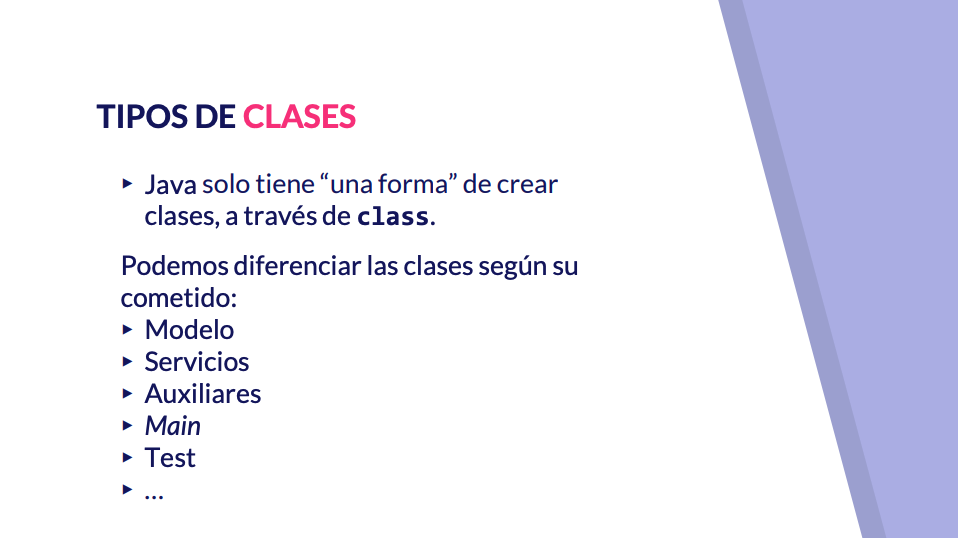 TIPOS DE CLASES
▸ Java solo tiene “una forma” de crear
clases, a través de class.
Podemos diferenciar las clases según su
cometido:
▸ Modelo
▸ Servicios
▸ Auxiliares
▸ Main
▸ Test
▸ …